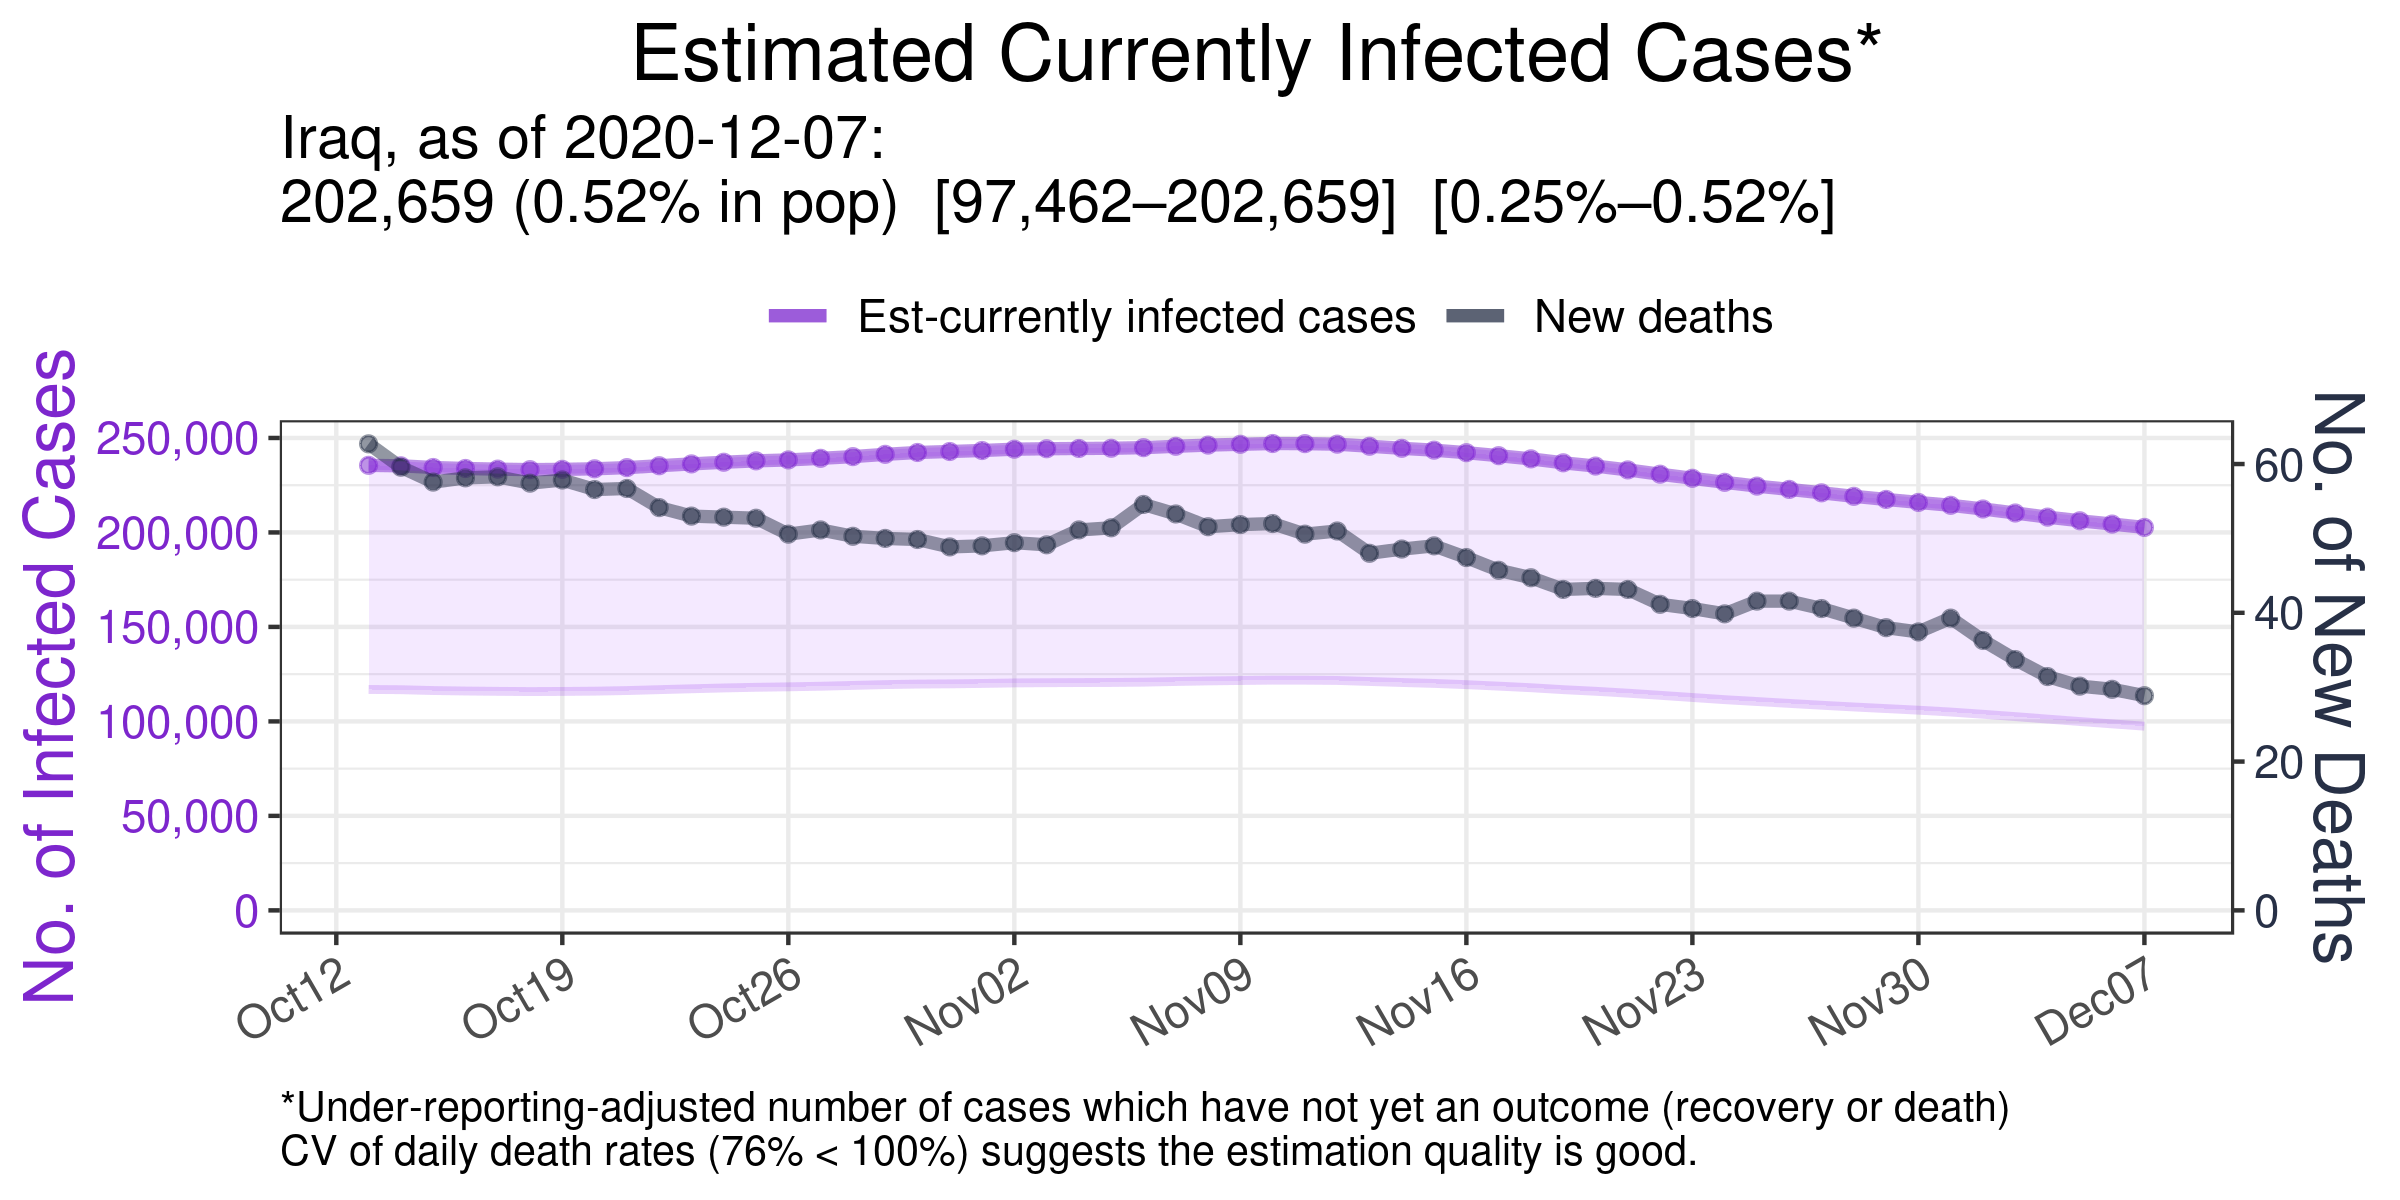 Estimated Currently Infected Cases*
Iraq, as of 2020-12-07:
202,659 (0.52% in pop)  [97,462–202,659]  [0.25%–0.52%]
Est-currently infected cases
New deaths
No. of Infected Cases
250,000
200,000
150,000
100,000
50,000
0
60
40
20
0
No. of New Deaths
Oct12
Oct19
Oct26
Nov02
Nov09
Nov16
Nov23
Nov30
Dec07
*Under-reporting-adjusted number of cases which have not yet an outcome (recovery or death)
CV of daily death rates (76% < 100%) suggests the estimation quality is good.